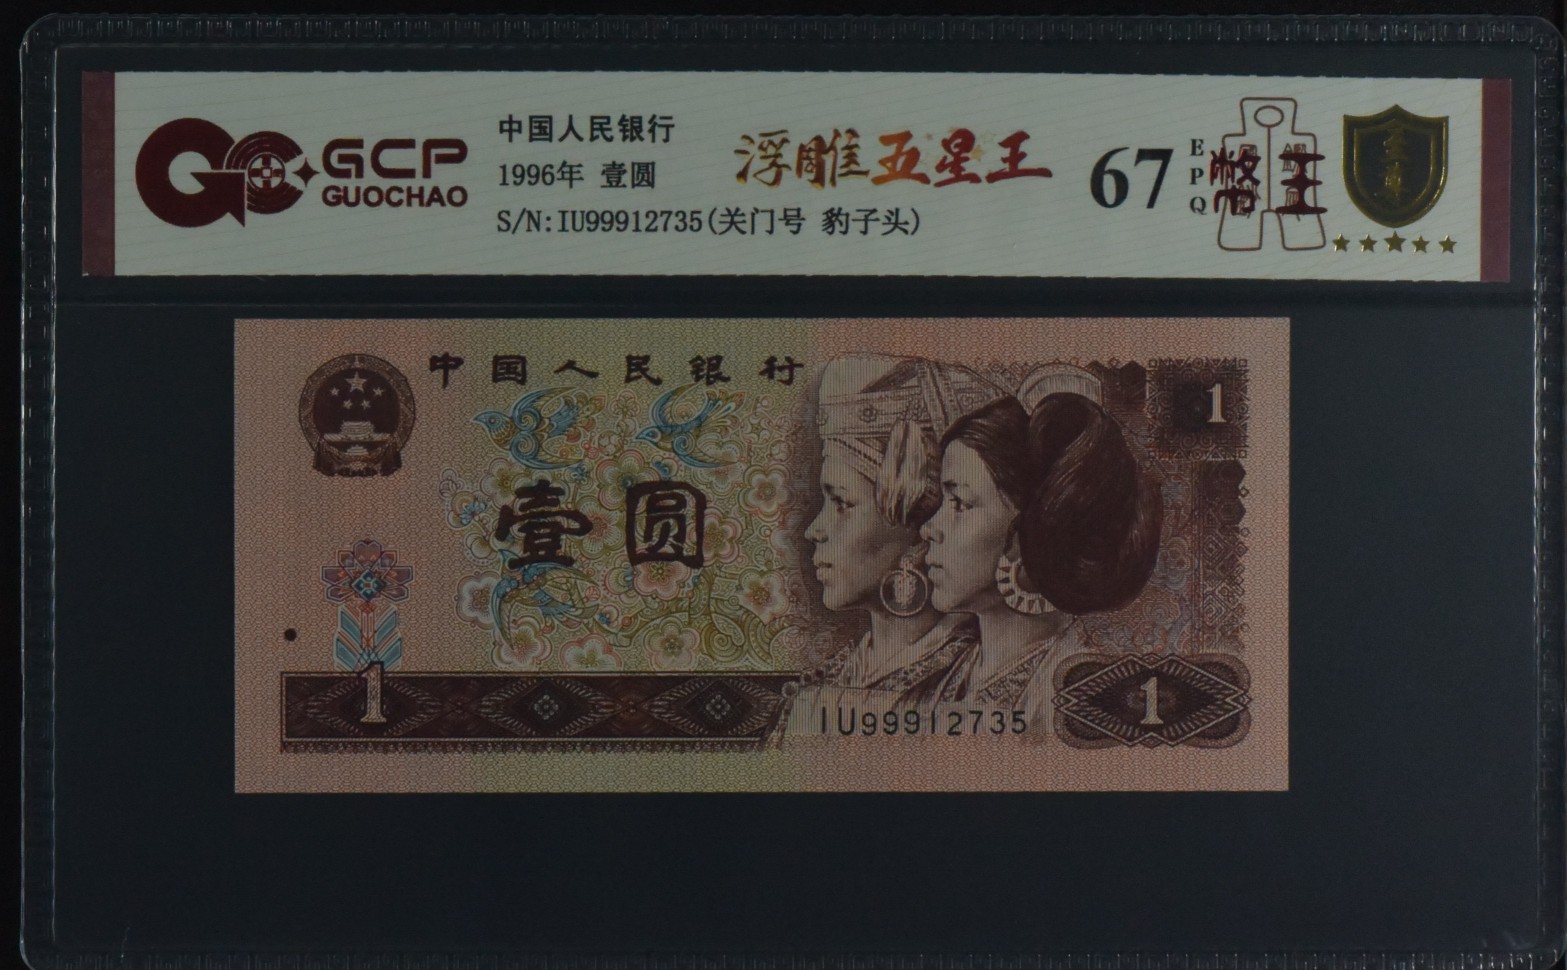 GCP
GUOCHAO
中国人民银行
1996年 壹圆
S/N:IU99912735(关门号 豹子头)
浮雕五星王
67
EPQ
中国人民银行
1
壹圆
1
IU99912735
1